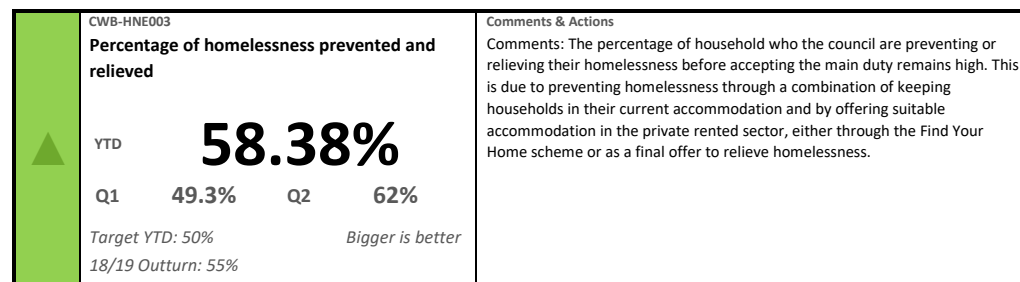 CWB-HNE003
Percentage of homelessness prevented and
relieved
YTD 58.38%
Q1 49.3% Q2 62%
Target YTD: 50% Bigger is better
18/19 Outturn: 55%
Comments & Actions
Comments: The percentage of household who the council are preventing or
relieving their homelessness before accepting the main duty remains high. This
is due to preventing homelessness through a combination of keeping
households in their current accommodation and by offering suitable
accommodation in the private rented sector, either through the Find Your
Home scheme or as a final offer to relieve homelessness.